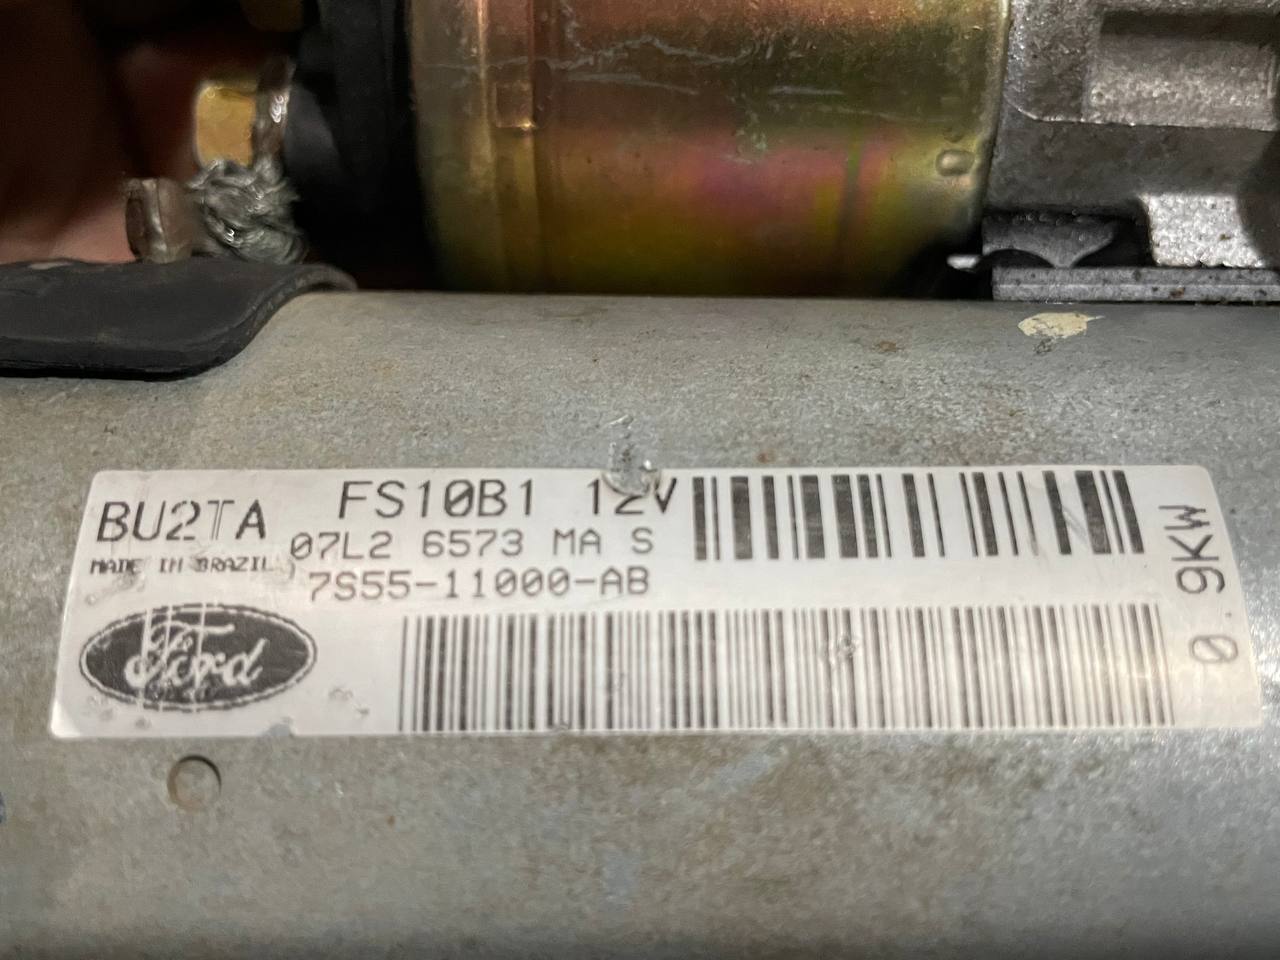 BU2TA
MADE IN BRAZIL
FS10B1 12V
07L2 6573 MA S
7S55-11000-AB
Ford
0.9KW